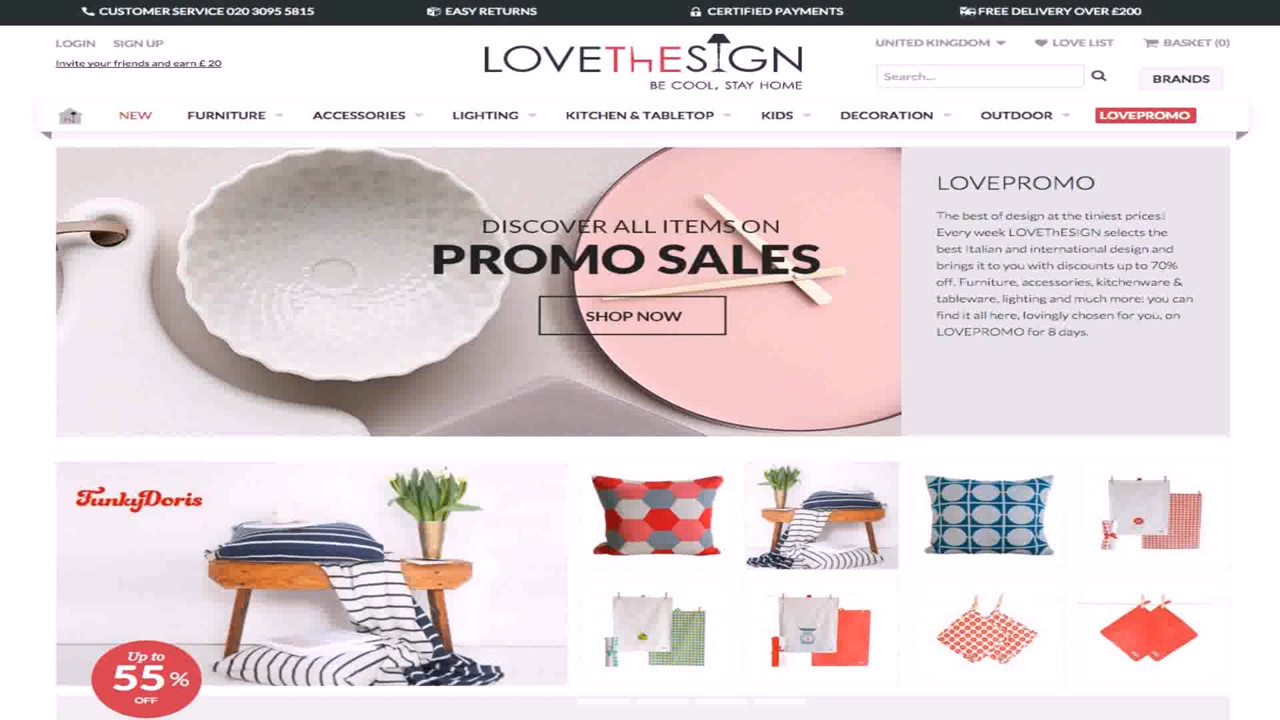 CUSTOMER SERVICE 020 3095 5815
EASY RETURNS
CERTIFIED PAYMENTS
FREE DELIVERY OVER £200
LOGIN SIGN UP
Invite your friends and earn £ 20
LOVETHESIGN
BE COOL, STAY HOME
UNITED KINGDOM
LOVE LIST
BASKET (0)
Search...
BRANDS
NEW
FURNITURE
ACCESSORIES
LIGHTING
KITCHEN & TABLETOP
KIDS
DECORATION
OUTDOOR
LOVEPROMO
DISCOVER ALL ITEMS ON
PROMO SALES
SHOP NOW
LOVEPROMO
The best of design at the tiniest prices!
Every week LOVEThESIGN selects the
best Italian and international design and
brings it to you with discounts up to 70%
off. Furniture, accessories, kitchenware &
tableware, lighting and much more: you can
find it all here, lovingly chosen for you, on
LOVEPROMO for 8 days.
FunkyDoris
Up to
55%
OFF